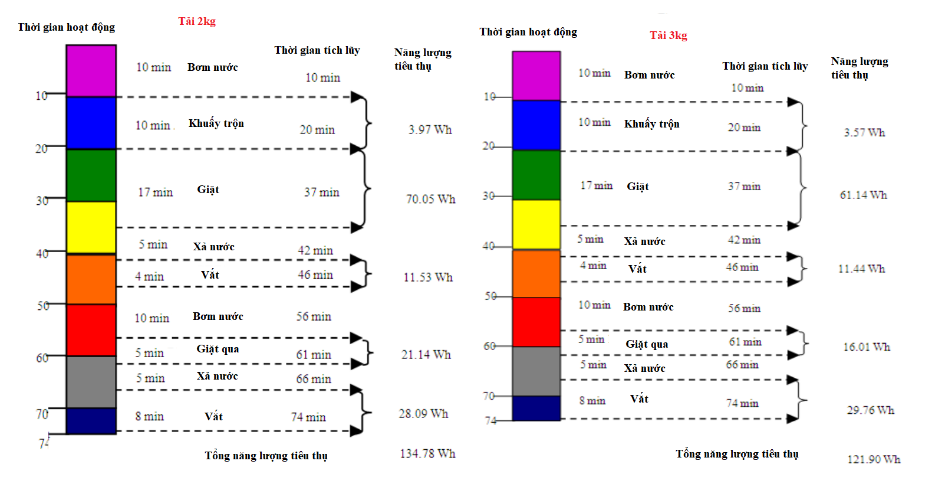 Thời gian hoạt động
Tải 2kg
Thời gian tích lũy
Năng lượng
tiêu thụ
10 min Bơm nước 10 min
10
10 min Khuấy trộn 20 min 3.97 Wh
20
17 min Giặt 37 min 70.05 Wh
30
5 min Xả nước 42 min
40
4 min Vắt 46 min 11.53 Wh
50
10 min Bơm nước 56 min
5 min Giặt qua 61 min 21.14 Wh
60
5 min Xả nước 66 min
70
8 min Vắt 74 min 28.09 Wh
Tổng năng lượng tiêu thụ 134.78 Wh
Thời gian hoạt động
Tải 3kg
Thời gian tích lũy
Năng lượng
tiêu thụ
10 min Bơm nước 10 min
10
10 min Khuấy trộn 20 min 3.57 Wh
20
17 min Giặt 37 min 61.14 Wh
30
5 min Xả nước 42 min
40
4 min Vắt 46 min 11.44 Wh
50
10 min Bơm nước 56 min
5 min Giặt qua 61 min 16.01 Wh
60
5 min Xả nước 66 min
70
8 min Vắt 74 min 29.76 Wh
74
Tổng năng lượng tiêu thụ 121.90 Wh